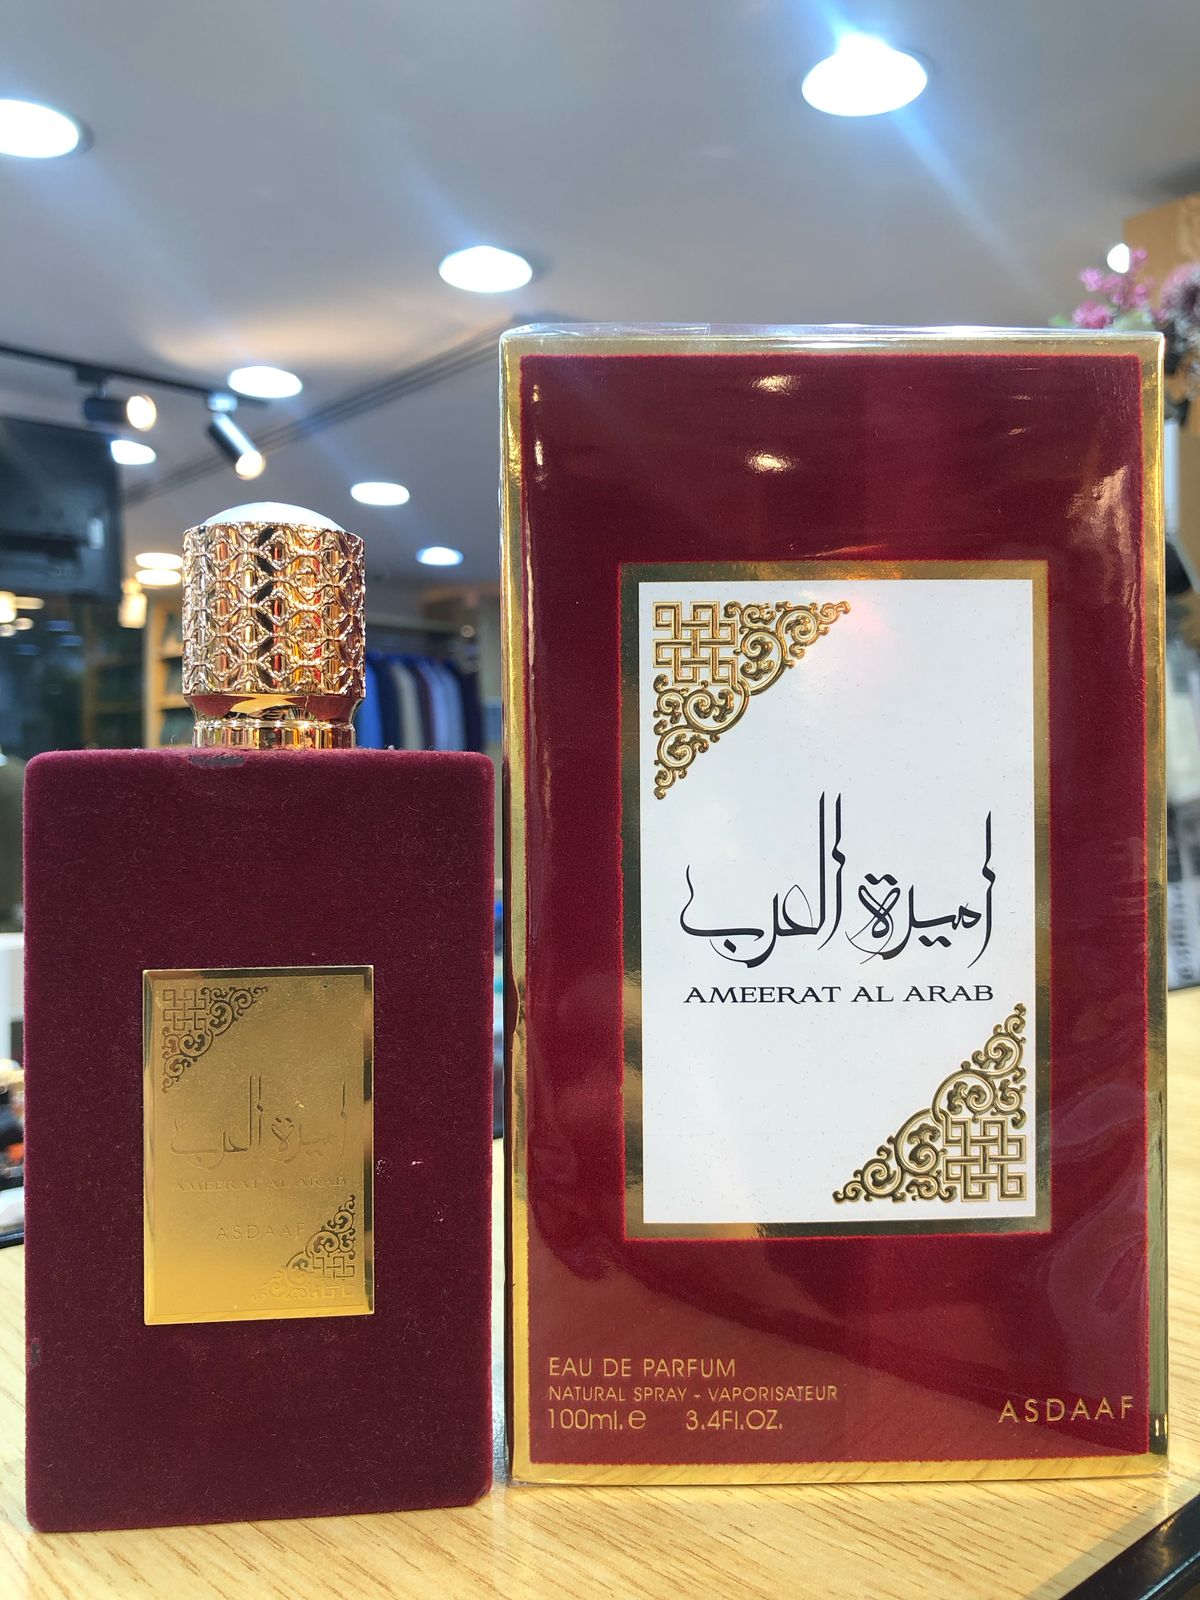 اميرة العرب
AMEERAT AL ARAB
ASDAAF
اميرة العرب
AMEERAT AL ARAB
EAU DE PARFUM
NATURAL SPRAY - VAPORISATEUR
100ml.e 3.4Fl.OZ.
ASDAAF